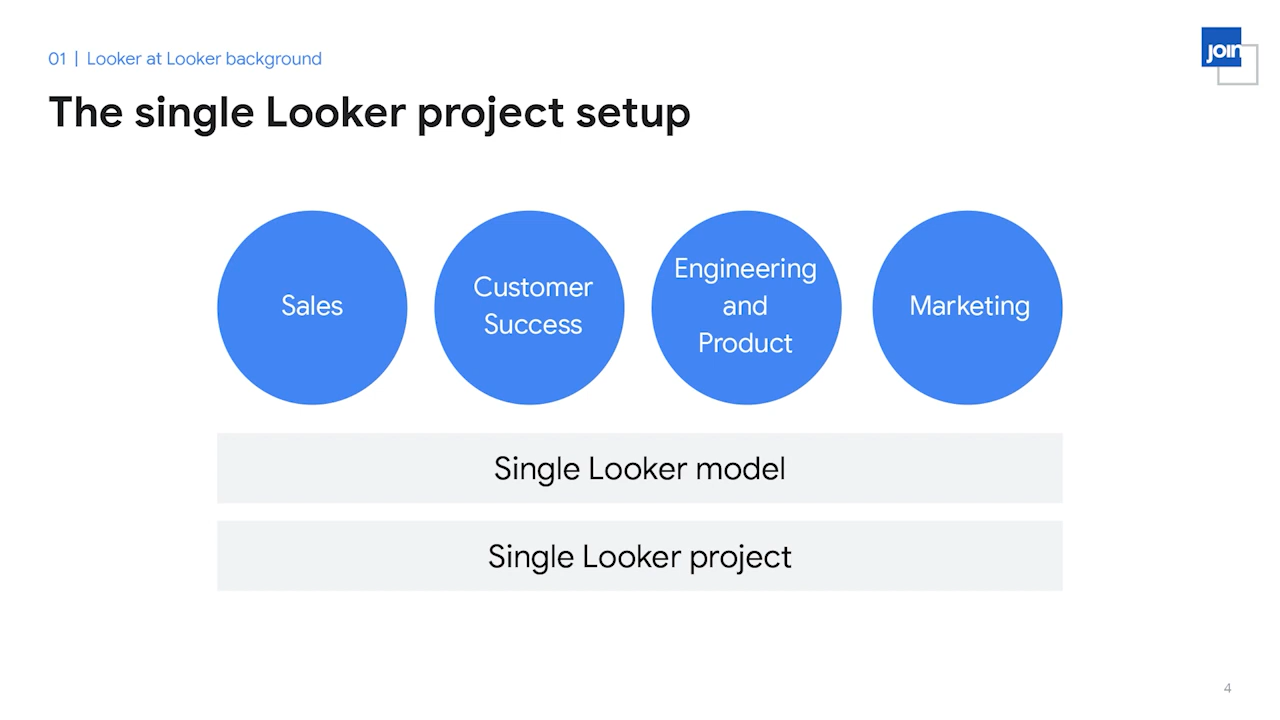 01 | Looker at Looker background
join
The single Looker project setup
Sales
Customer
Success
Engineering
and
Product
Marketing
Single Looker model
Single Looker project
4